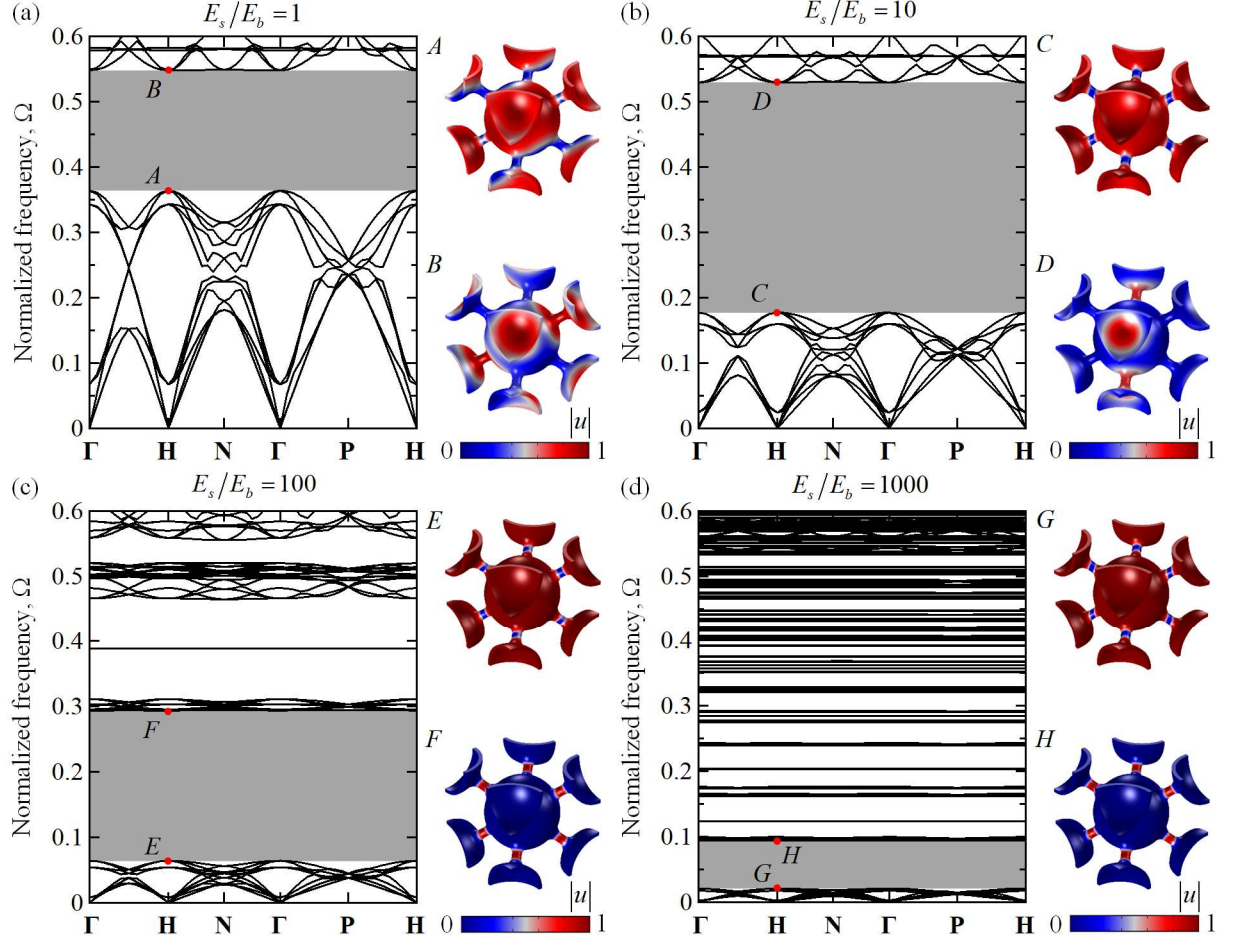 (a)
E_s/E_b = 1
Normalized frequency, Ω
0.6
0.5
0.4
0.3
0.2
0.1
0
B
A
Γ H N Γ P H
A
B
|u|
0 1
(b)
E_s/E_b = 10
Normalized frequency, Ω
0.6
0.5
0.4
0.3
0.2
0.1
0
D
C
Γ H N Γ P H
C
D
|u|
0 1
(c)
E_s/E_b = 100
Normalized frequency, Ω
0.6
0.5
0.4
0.3
0.2
0.1
0
F
E
Γ H N Γ P H
E
F
|u|
0 1
(d)
E_s/E_b = 1000
Normalized frequency, Ω
0.6
0.5
0.4
0.3
0.2
0.1
0
H
G
Γ H N Γ P H
G
H
|u|
0 1